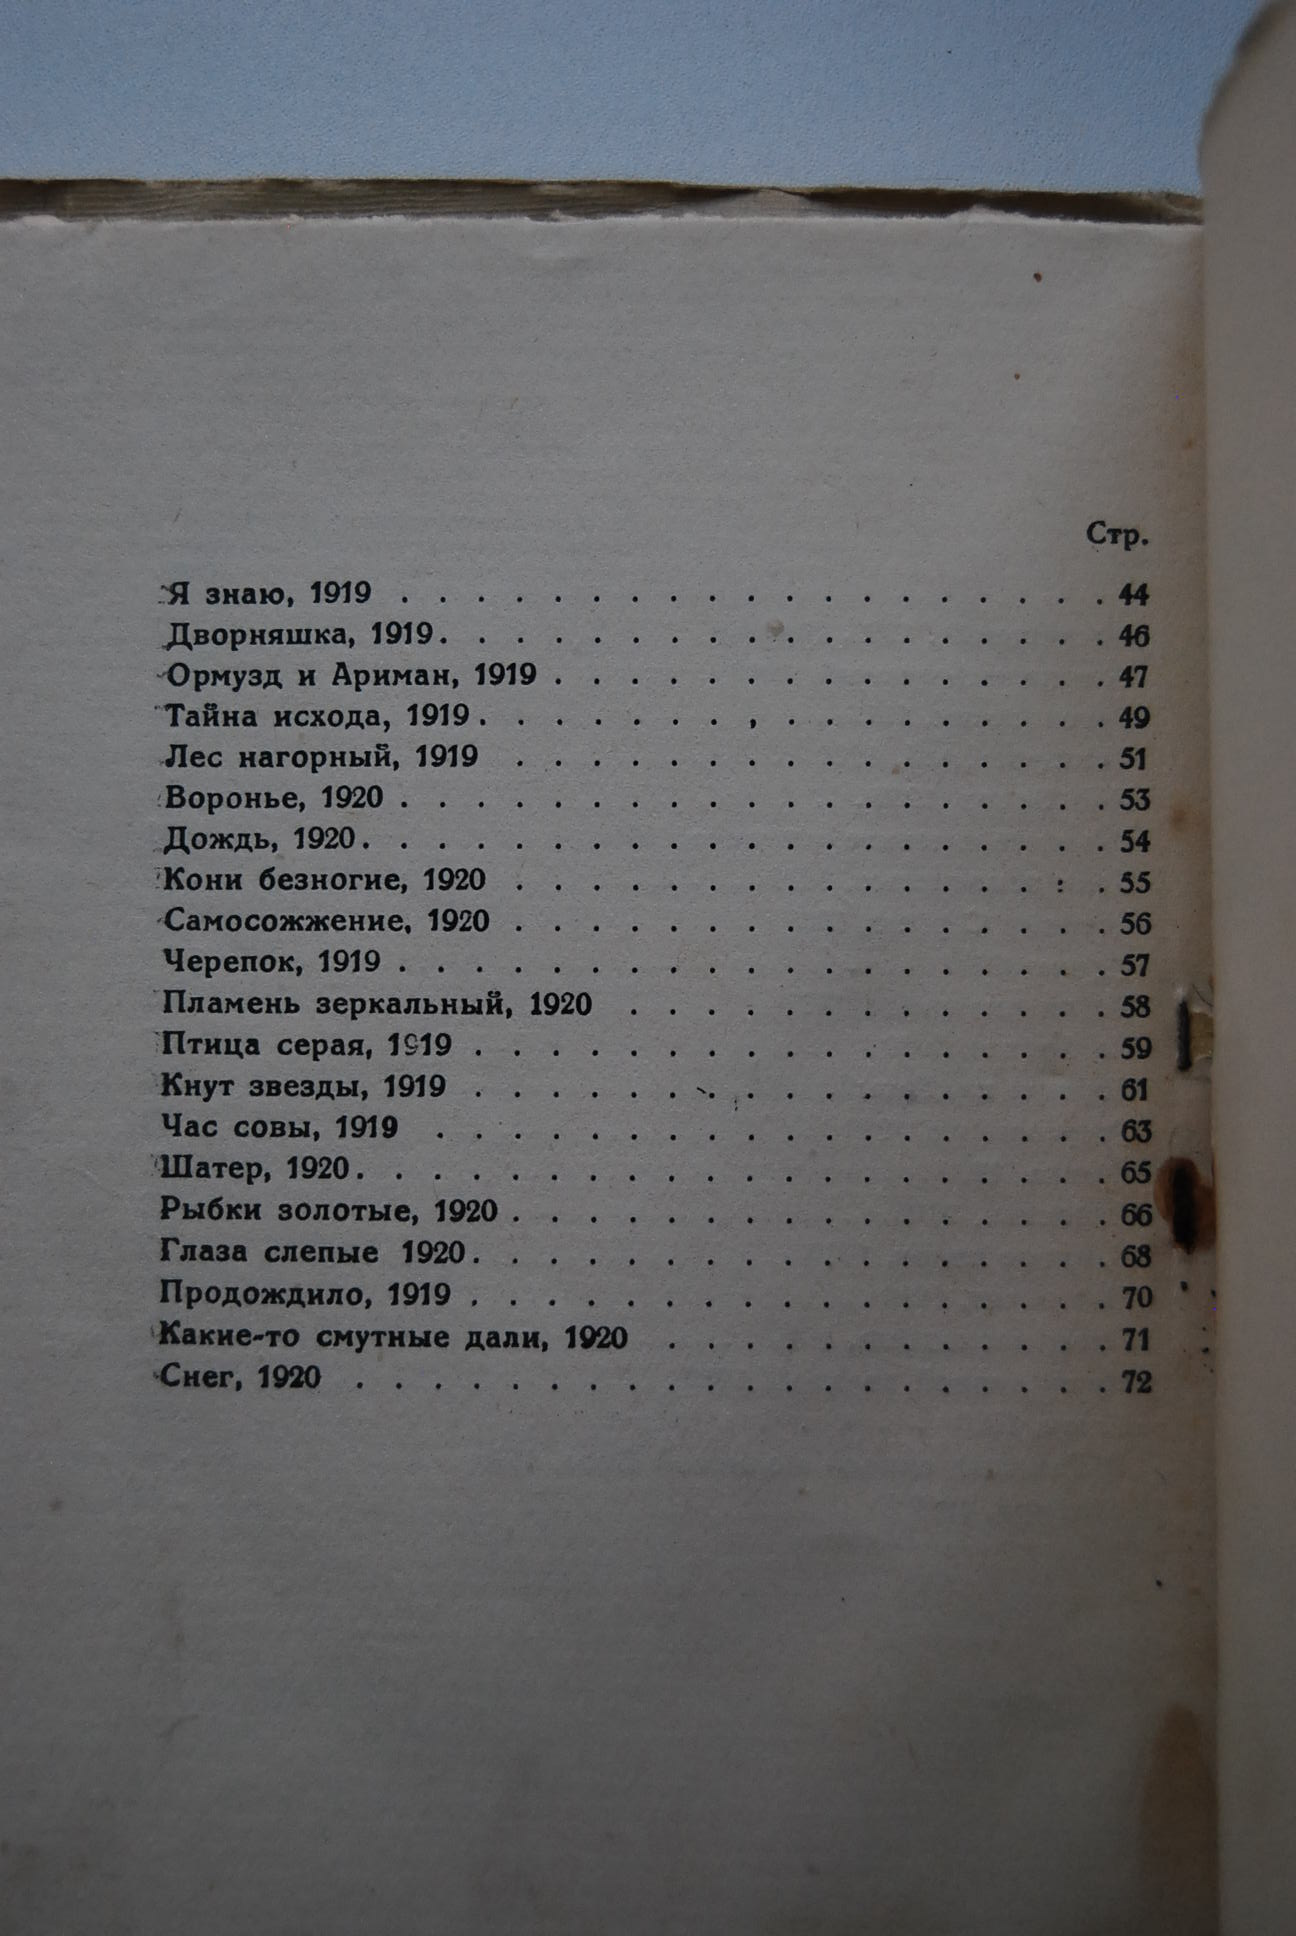 Стр.
Я знаю, 1919 . . . . . . . . . . . . . . . . . . . 44
Дворняшка, 1919. . . . . . . . . . . . . . . . . . 46
Ормузд и Ариман, 1919 . . . . . . . . . . . . . . . 47
Тайна исхода, 1919. . . . . . . , . . . . . . . . . 49
Лес нагорный, 1919 . . . . . . . . . . . . . . . . 51
Воронье, 1920 . . . . . . . . . . . . . . . . . . . 53
Дождь, 1920. . . . . . . . . . . . . . . . . . . . 54
Кони безногие, 1920 . . . . . . . . . . . . . . : . 55
Самосожжение, 1920 . . . . . . . . . . . . . . . . 56
Черепок, 1919 . . . . . . . . . . . . . . . . . . . 57
Пламень зеркальный, 1920 . . . . . . . . . . . . . 58
Птица серая, 1919 . . . . . . . . . . . . . . . . . 59
Кнут звезды, 1919 . . . . . . . . . . . . . . . . . 61
Час совы, 1919 . . . . . . . . . . . . . . . . . . 63
Шатер, 1920. . . . . . . . . . . . . . . . . . . . 65
Рыбки золотые, 1920 . . . . . . . . . . . . . . . . 66
Глаза слепые 1920. . . . . . . . . . . . . . . . . 68
Продождило, 1919 . . . . . . . . . . . . . . . . . 70
Какие-то смутные дали, 1920 . . . . . . . . . . . . 71
Снег, 1920 . . . . . . . . . . . . . . . . . . . . 72